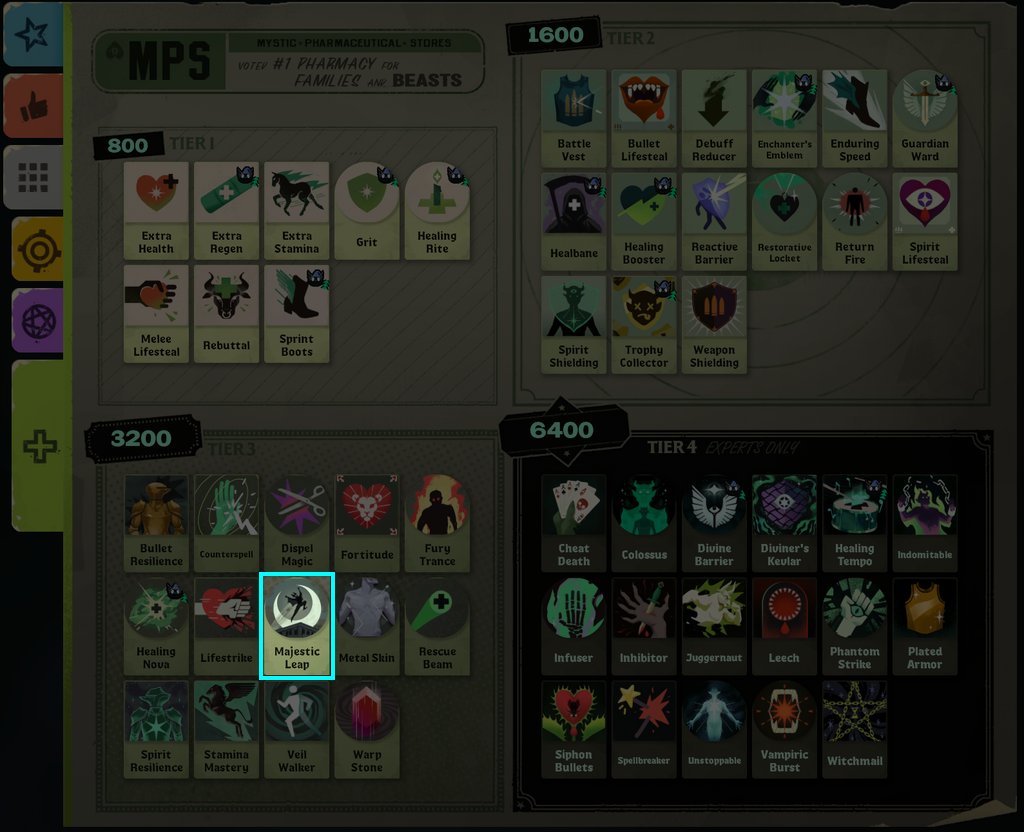 MPS
MYSTIC · PHARMACEUTICAL · STORES
VOTED #1 PHARMACY FOR
FAMILIES AND BEASTS
800
TIER 1
Extra
Health
Extra
Regen
Extra
Stamina
Grit
Healing
Rite
Melee
Lifesteal
Rebuttal
Sprint
Boots
1600
TIER 2
Battle
Vest
Bullet
Lifesteal
Debuff
Reducer
Enchanter's
Emblem
Enduring
Speed
Guardian
Ward
Healbane
Healing
Booster
Reactive
Barrier
Restorative
Locket
Return
Fire
Spirit
Lifesteal
Spirit
Shielding
Trophy
Collector
Weapon
Shielding
3200
TIER 3
Bullet
Resilience
Counterspell
Dispel
Magic
Fortitude
Fury
Trance
Healing
Nova
Lifestrike
Majestic
Leap
Metal Skin
Rescue
Beam
Spirit
Resilience
Stamina
Mastery
Veil
Walker
Warp
Stone
6400
TIER 4 EXPERTS ONLY
Cheat
Death
Colossus
Divine
Barrier
Diviner's
Kevlar
Healing
Tempo
Indomitable
Infuser
Inhibitor
Juggernaut
Leech
Phantom
Strike
Plated
Armor
Siphon
Bullets
Spellbreaker
Unstoppable
Vampiric
Burst
Witchmail